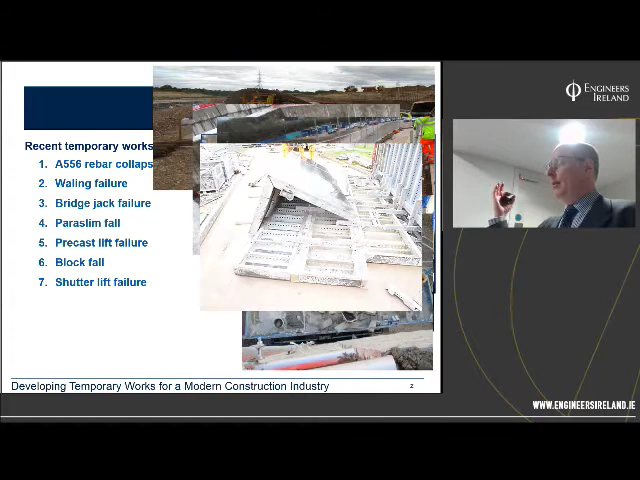 Recent temporary works
1. A556 rebar collaps
2. Waling failure
3. Bridge jack failure
4. Paraslim fall
5. Precast lift failure
6. Block fall
7. Shutter lift failure
Developing Temporary Works for a Modern Construction Industry
2
ENGINEERS
IRELAND
WWW.ENGINEERSIRELAND.IE